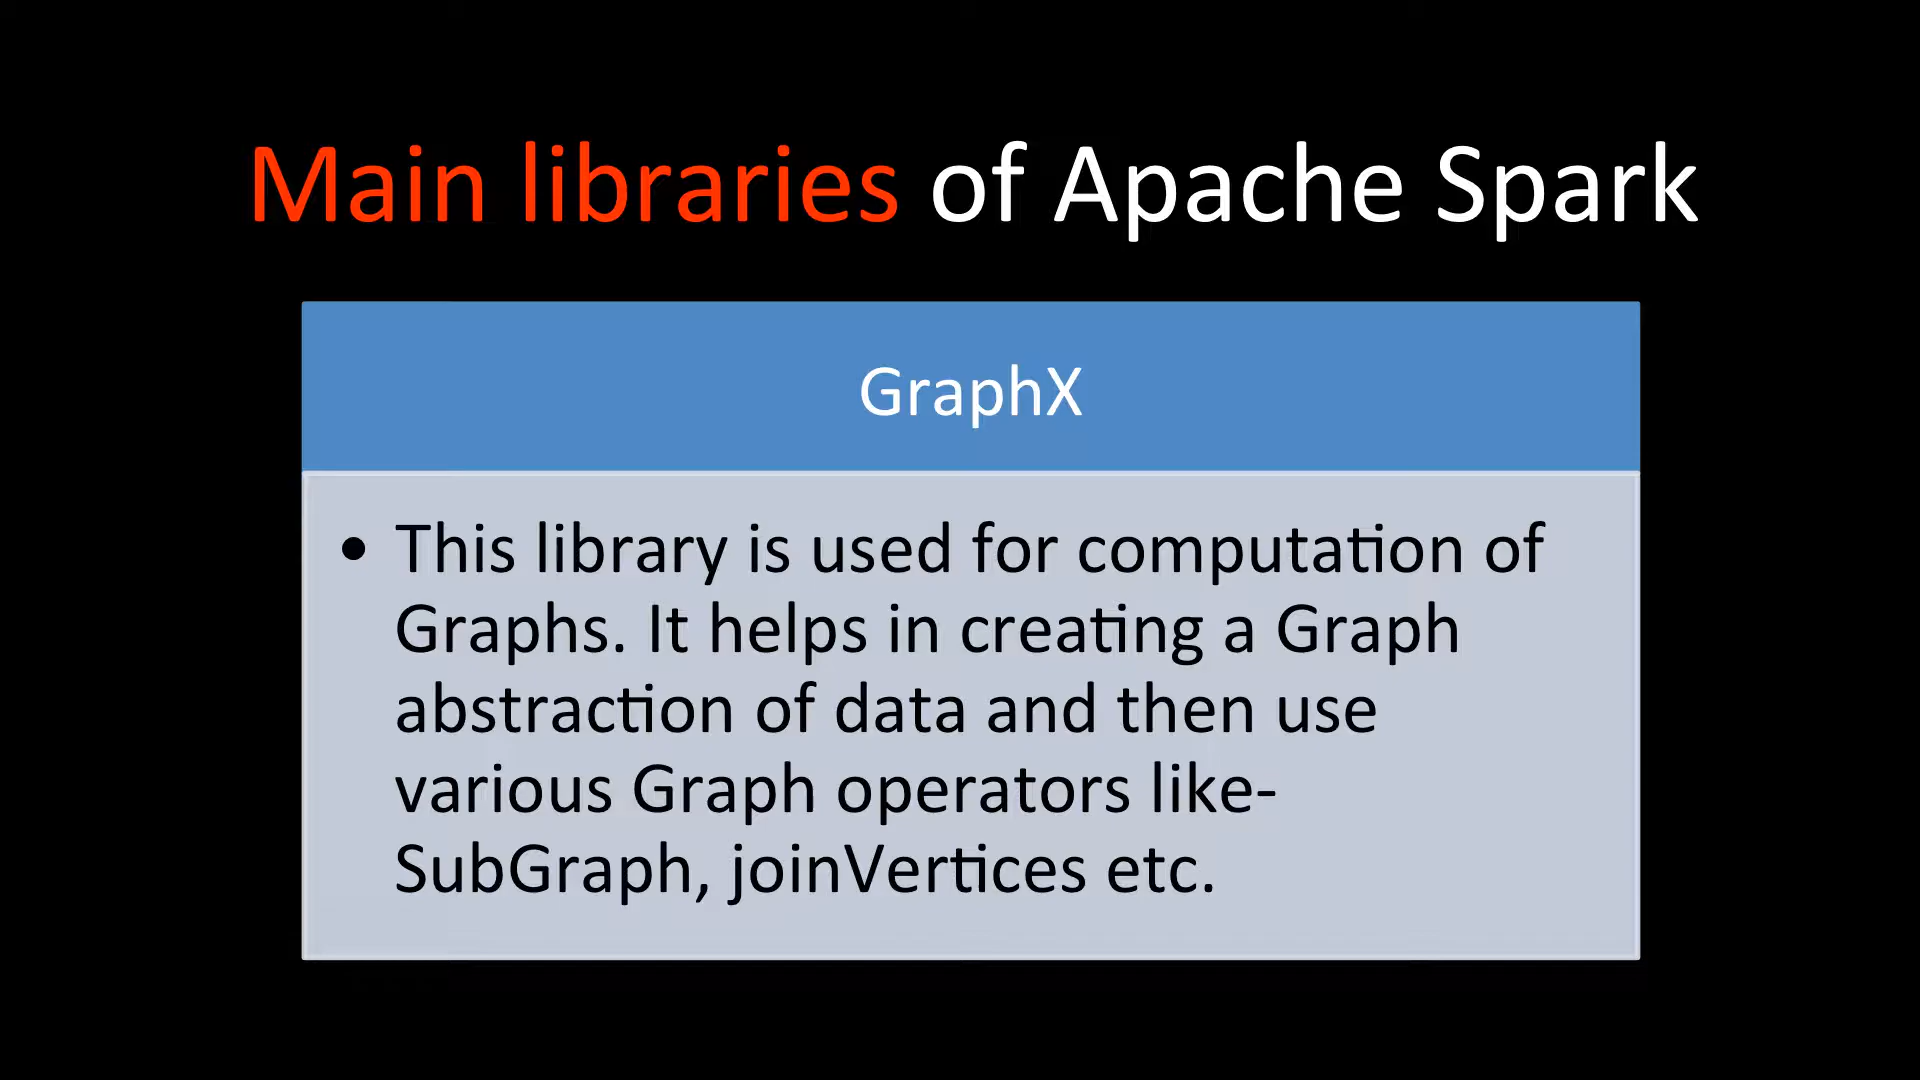 Main libraries of Apache Spark
GraphX
• This library is used for computation of
Graphs. It helps in creating a Graph
abstraction of data and then use
various Graph operators like-
SubGraph, joinVertices etc.